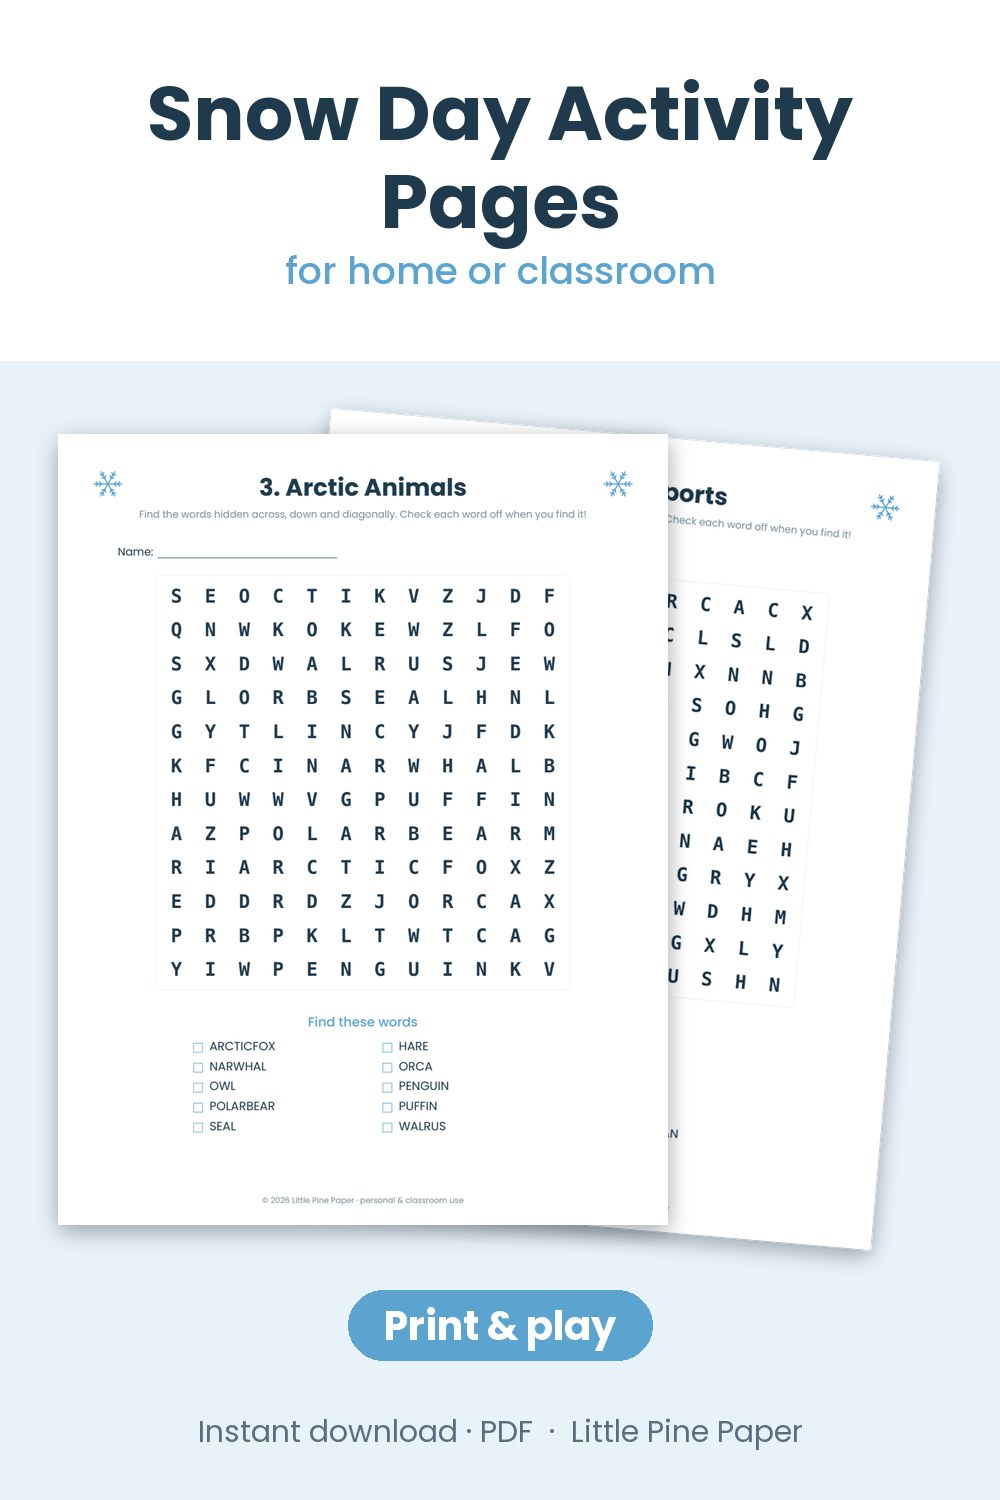 Snow Day Activity
Pages
for home or classroom
3. Arctic Animals
Find the words hidden across, down and diagonally. Check each word off when you find it!
Name:
S E O C T I K V Z J D F
Q N W K O K E W Z L F O
S X D W A L R U S J E W
G L O R B S E A L H N L
G Y T L I N C Y J F D K
K F C I N A R W H A L B
H U W W V G P U F F I N
A Z P O L A R B E A R M
R I A R C T I C F O X Z
E D D R D Z J O R C A X
P R B P K L T W T C A G
Y I W P E N G U I N K V
Find these words
ARCTICFOX
NARWHAL
OWL
POLARBEAR
SEAL
HARE
ORCA
PENGUIN
PUFFIN
WALRUS
© 2026 Little Pine Paper · personal & classroom use
Check each word off when you find it!
R C A C X
C L S L D
X N N B
S O H G
G W O J
I B C F
R O K U
N A E H
G R Y X
W D H M
G X L Y
U S H N
Print & play
Instant download · PDF · Little Pine Paper